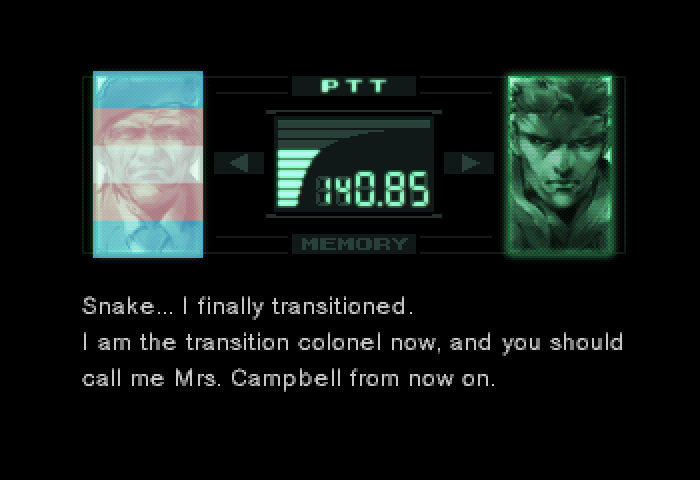 PTT
140.85
MEMORY
Snake... I finally transitioned.
I am the transition colonel now, and you should
call me Mrs. Campbell from now on.